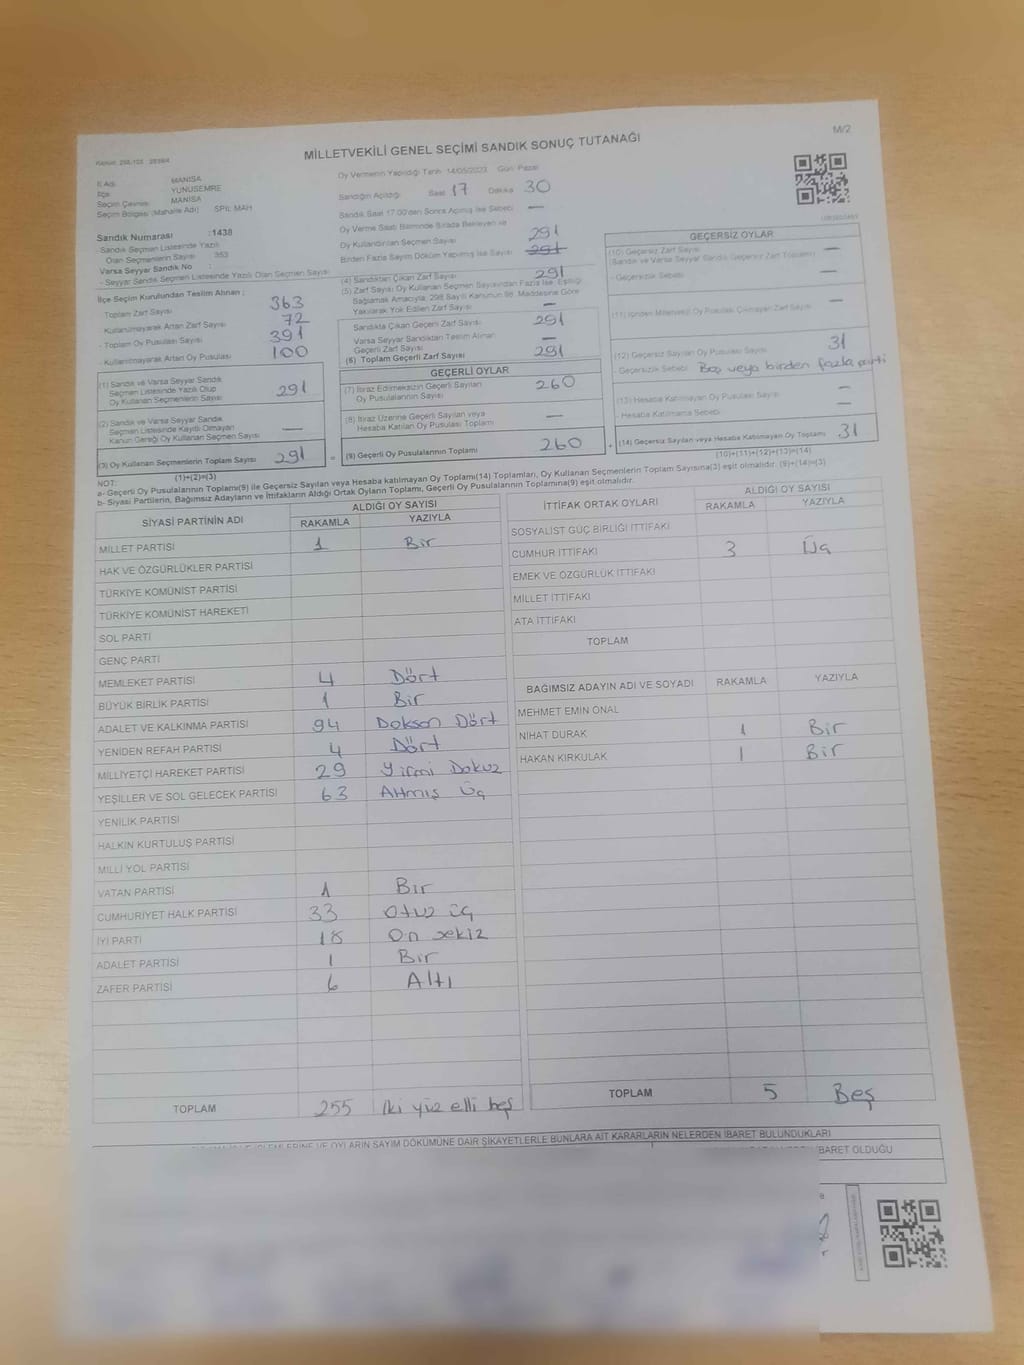 M/2
MİLLETVEKİLİ GENEL SEÇİMİ SANDIK SONUÇ TUTANAĞI
İl Adı MANİSA
İlçe YUNUSEMRE
Seçim Çevresi MANİSA
Seçim Bölgesi (Mahalle Adı) SPİL MAH
Oy Vermenin Yapıldığı Tarih 14/05/2023 Gün: Pazar
Sandığın Açıldığı Saat 17 Dakika 30
Sandık Saat 17.00'den Sonra Açılmış İse Sebebi —
Oy Verme Saati Bitiminde Sırada Bekleyen ve
Oy Kullandırılan Seçmen Sayısı 291
Birden Fazla Sayım Döküm Yapılmış İse Sayısı 291
Sandık Numarası : 1438
- Sandık Seçmen Listesinde Yazılı
Olan Seçmenlerin Sayısı 353
Varsa Seyyar Sandık No
- Seyyar Sandık Seçmen Listesinde Yazılı Olan Seçmen Sayısı
İlçe Seçim Kurulundan Teslim Alınan ;
Toplam Zarf Sayısı 363
Kullanılmayarak Artan Zarf Sayısı 72
- Toplam Oy Pusulası Sayısı 391
- Kullanılmayarak Artan Oy Pusulası 100
(1) Sandık ve Varsa Seyyar Sandık
Seçmen Listesinde Yazılı Olup
Oy Kullanan Seçmenlerin Sayısı 291
(2) Sandık ve Varsa Seyyar Sandık
Seçmen Listesinde Kayıtlı Olmayan
Kanun Gereği Oy Kullanan Seçmen Sayısı —
(3) Oy Kullanan Seçmenlerin Toplam Sayısı 291
(1)+(2)=(3)
(4) Sandıktan Çıkan Zarf Sayısı 291
(5) Zarf Sayısı Oy Kullanan Seçmen Sayısından Fazla İse, Eşitliği
Sağlamak Amacıyla, 298 Sayılı Kanunun 98. Maddesine Göre
Yakılarak Yok Edilen Zarf Sayısı —
Sandıkta Çıkan Geçerli Zarf Sayısı 291
Varsa Seyyar Sandıktan Teslim Alınan
Geçerli Zarf Sayısı —
(6) Toplam Geçerli Zarf Sayısı 291
GEÇERLİ OYLAR
(7) İtiraz Edilmeksizin Geçerli Sayılan
Oy Pusulalarının Sayısı 260
(8) İtiraz Üzerine Geçerli Sayılan veya
Hesaba Katılan Oy Pusulası Toplamı —
(9) Geçerli Oy Pusulalarının Toplamı 260
GEÇERSİZ OYLAR
(10) Geçersiz Zarf Sayısı —
(Sandık ve Varsa Seyyar Sandık Geçersiz Zarf Toplamı)
- Geçersizlik Sebebi —
(11) İçinden Milletvekili Oy Pusulası Çıkmayan Zarf Sayısı —
(12) Geçersiz Sayılan Oy Pusulası Sayısı 31
- Geçersizlik Sebebi Boş veya birden fazla parti
(13) Hesaba Katılmayan Oy Pusulası Sayısı —
- Hesaba Katılmama Sebebi —
(14) Geçersiz Sayılan veya Hesaba Katılmayan Oy Toplamı 31
(10)+(11)+(12)+(13)=(14)
NOT:
a- Geçerli Oy Pusulalarının Toplamı(9) ile Geçersiz Sayılan veya Hesaba katılmayan Oy Toplamı(14) Toplamları, Oy Kullanan Seçmenlerin Toplam Sayısına(3) eşit olmalıdır. (9)+(14)=(3)
b- Siyasi Partilerin, Bağımsız Adayların ve İttifakların Aldığı Ortak Oyların Toplamı, Geçerli Oy Pusulalarının Toplamına(9) eşit olmalıdır.
SİYASİ PARTİNİN ADI ALDIĞI OY SAYISI
RAKAMLA YAZIYLA
MİLLET PARTİSİ 1 Bir
HAK VE ÖZGÜRLÜKLER PARTİSİ
TÜRKİYE KOMÜNİST PARTİSİ
TÜRKİYE KOMÜNİST HAREKETİ
SOL PARTİ
GENÇ PARTİ
MEMLEKET PARTİSİ 4 Dört
BÜYÜK BİRLİK PARTİSİ 1 Bir
ADALET VE KALKINMA PARTİSİ 94 Dokson Dört
YENİDEN REFAH PARTİSİ 4 Dört
MİLLİYETÇİ HAREKET PARTİSİ 29 Yirmi Dokuz
YEŞİLLER VE SOL GELECEK PARTİSİ 63 Altmış Üç
YENİLİK PARTİSİ
HALKIN KURTULUŞ PARTİSİ
MİLLİ YOL PARTİSİ
VATAN PARTİSİ 1 Bir
CUMHURİYET HALK PARTİSİ 33 Otuz üç
İYİ PARTİ 18 On sekiz
ADALET PARTİSİ 1 Bir
ZAFER PARTİSİ 6 Altı
TOPLAM 255 İki yüz elli beş
İTTİFAK ORTAK OYLARI ALDIĞI OY SAYISI
RAKAMLA YAZIYLA
SOSYALİST GÜÇ BİRLİĞİ İTTİFAKI
CUMHUR İTTİFAKI 3 Üç
EMEK VE ÖZGÜRLÜK İTTİFAKI
MİLLET İTTİFAKI
ATA İTTİFAKI
TOPLAM
BAĞIMSIZ ADAYIN ADI VE SOYADI RAKAMLA YAZIYLA
MEHMET EMİN ÖNAL
NİHAT DURAK 1 Bir
HAKAN KIRKULAK 1 Bir
TOPLAM 5 Beş
İŞLEMLERİNE VE OYLARIN SAYIM DÖKÜMÜNE DAİR ŞİKAYETLERLE BUNLARA AİT KARARLARIN NELERDEN İBARET BULUNDUKLARI
İBARET OLDUĞU